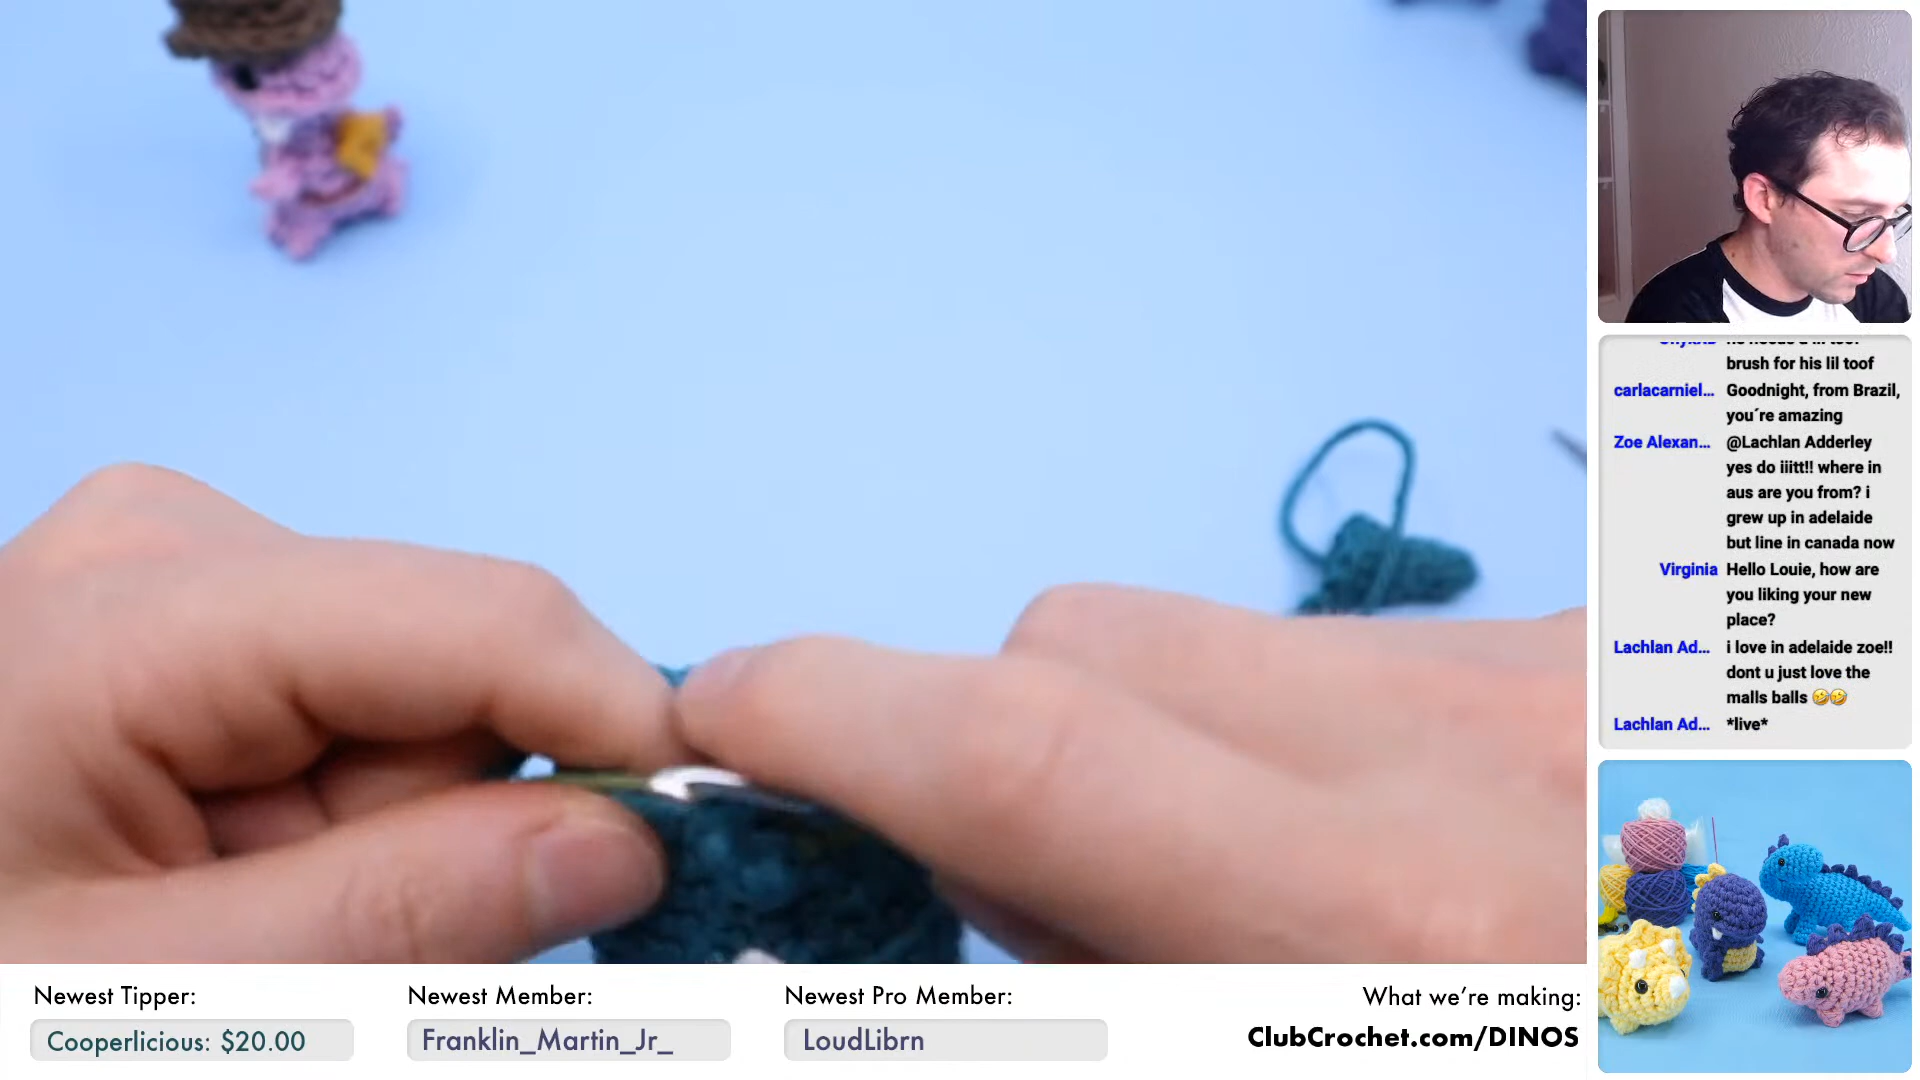 brush for his lil toof
carlacarniel... Goodnight, from Brazil,
you´re amazing
Zoe Alexan... @Lachlan Adderley
yes do iiitt!! where in
aus are you from? i
grew up in adelaide
but line in canada now
Virginia Hello Louie, how are
you liking your new
place?
Lachlan Ad... i love in adelaide zoe!!
dont u just love the
malls balls 🤣🤣
Lachlan Ad... *live*
Newest Tipper:
Cooperlicious: $20.00
Newest Member:
Franklin_Martin_Jr_
Newest Pro Member:
LoudLibrn
What we're making:
ClubCrochet.com/DINOS